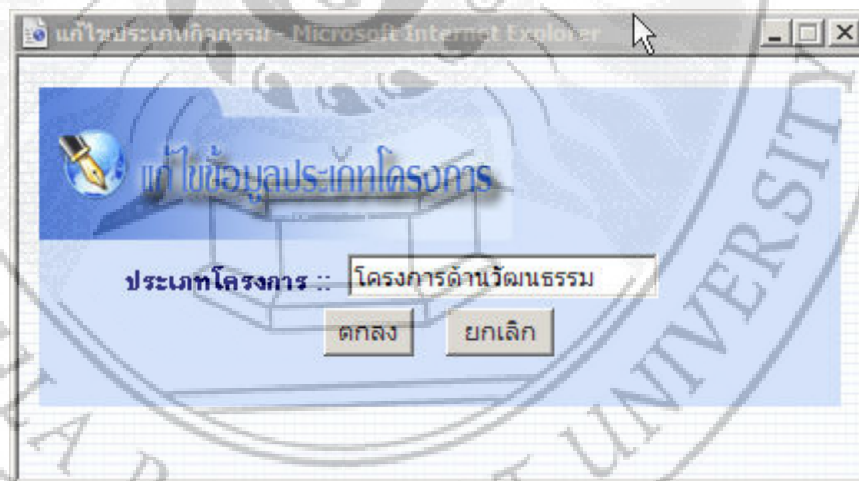 แก้ไขประเภทกิจกรรม - Microsoft Internet Explorer
แก้ไขข้อมูลประเภทโครงการ
ประเภทโครงการ :: โครงการด้านวัฒนธรรม
ตกลง ยกเลิก
UNIVERSITY